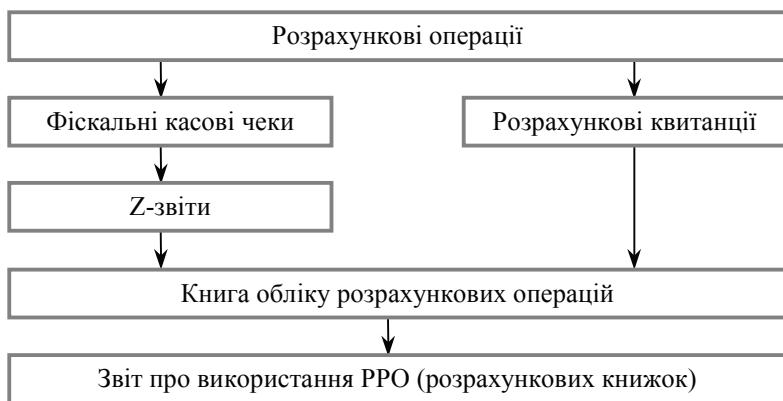 Розрахункові операції
Фіскальні касові чеки
Розрахункові квитанції
Z-звіти
Книга обліку розрахункових операцій
Звіт про використання РРО (розрахункових книжок)